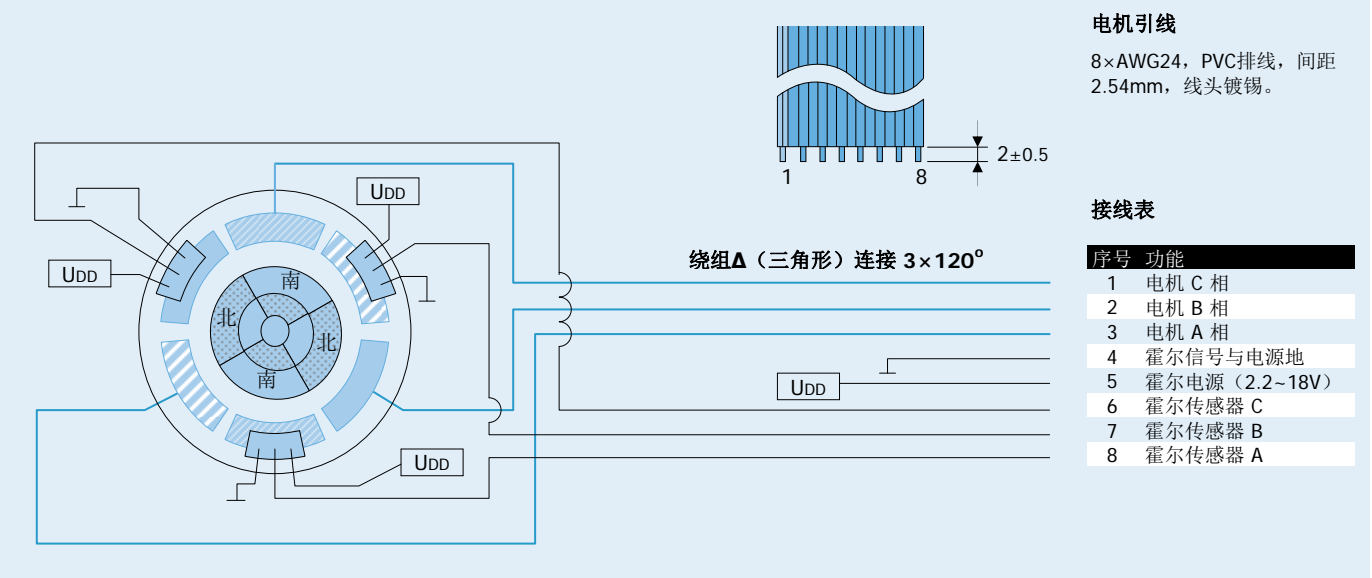 电机引线
8×AWG24，PVC排线，间距
2.54mm，线头镀锡。
2±0.5
1
8
UDD
UDD
南
北
北
南
UDD
绕组Δ（三角形）连接 3×120°
UDD
接线表
序号 功能
1 电机 C 相
2 电机 B 相
3 电机 A 相
4 霍尔信号与电源地
5 霍尔电源（2.2~18V）
6 霍尔传感器 C
7 霍尔传感器 B
8 霍尔传感器 A